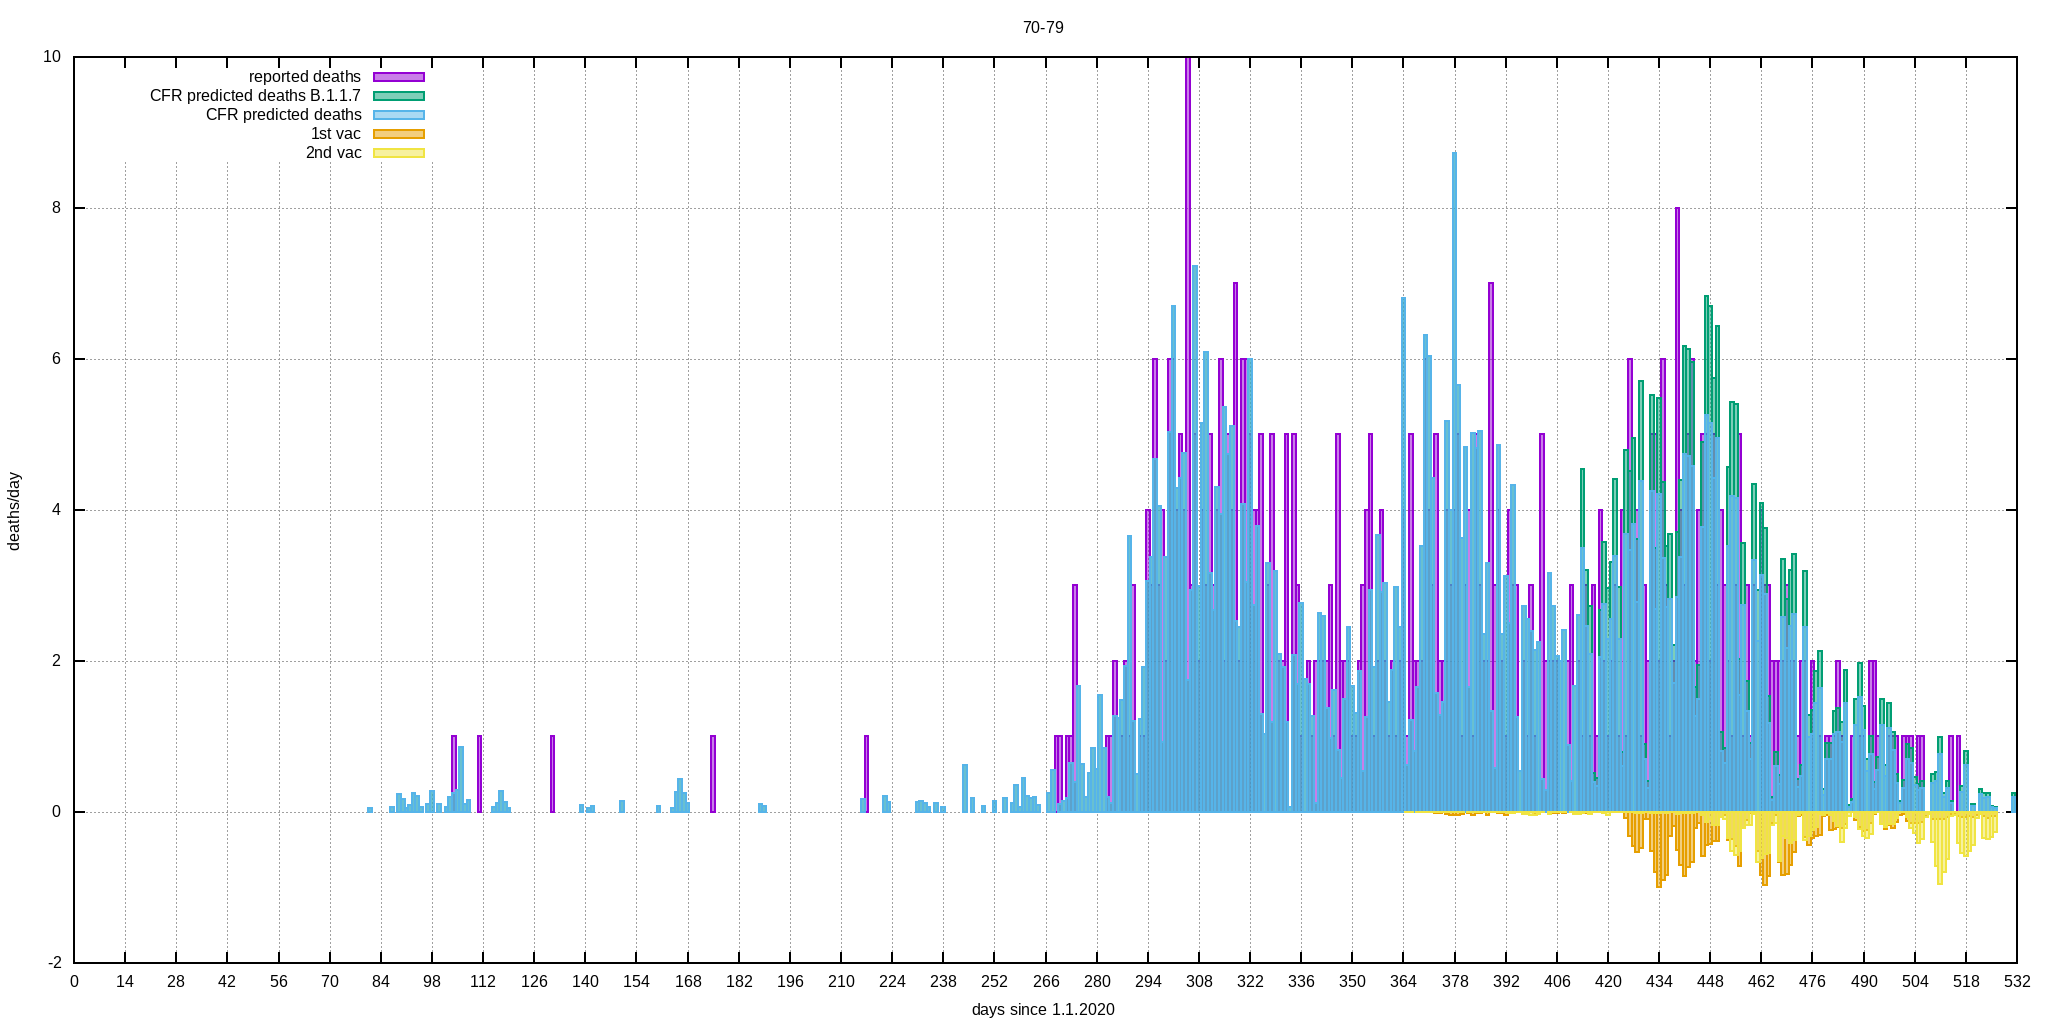 70-79
10
8
6
4
2
0
-2
deaths/day
reported deaths
CFR predicted deaths B.1.1.7
CFR predicted deaths
1st vac
2nd vac
0 14 28 42 56 70 84 98 112 126 140 154 168 182 196 210 224 238 252 266 280 294 308 322 336 350 364 378 392 406 420 434 448 462 476 490 504 518 532
days since 1.1.2020